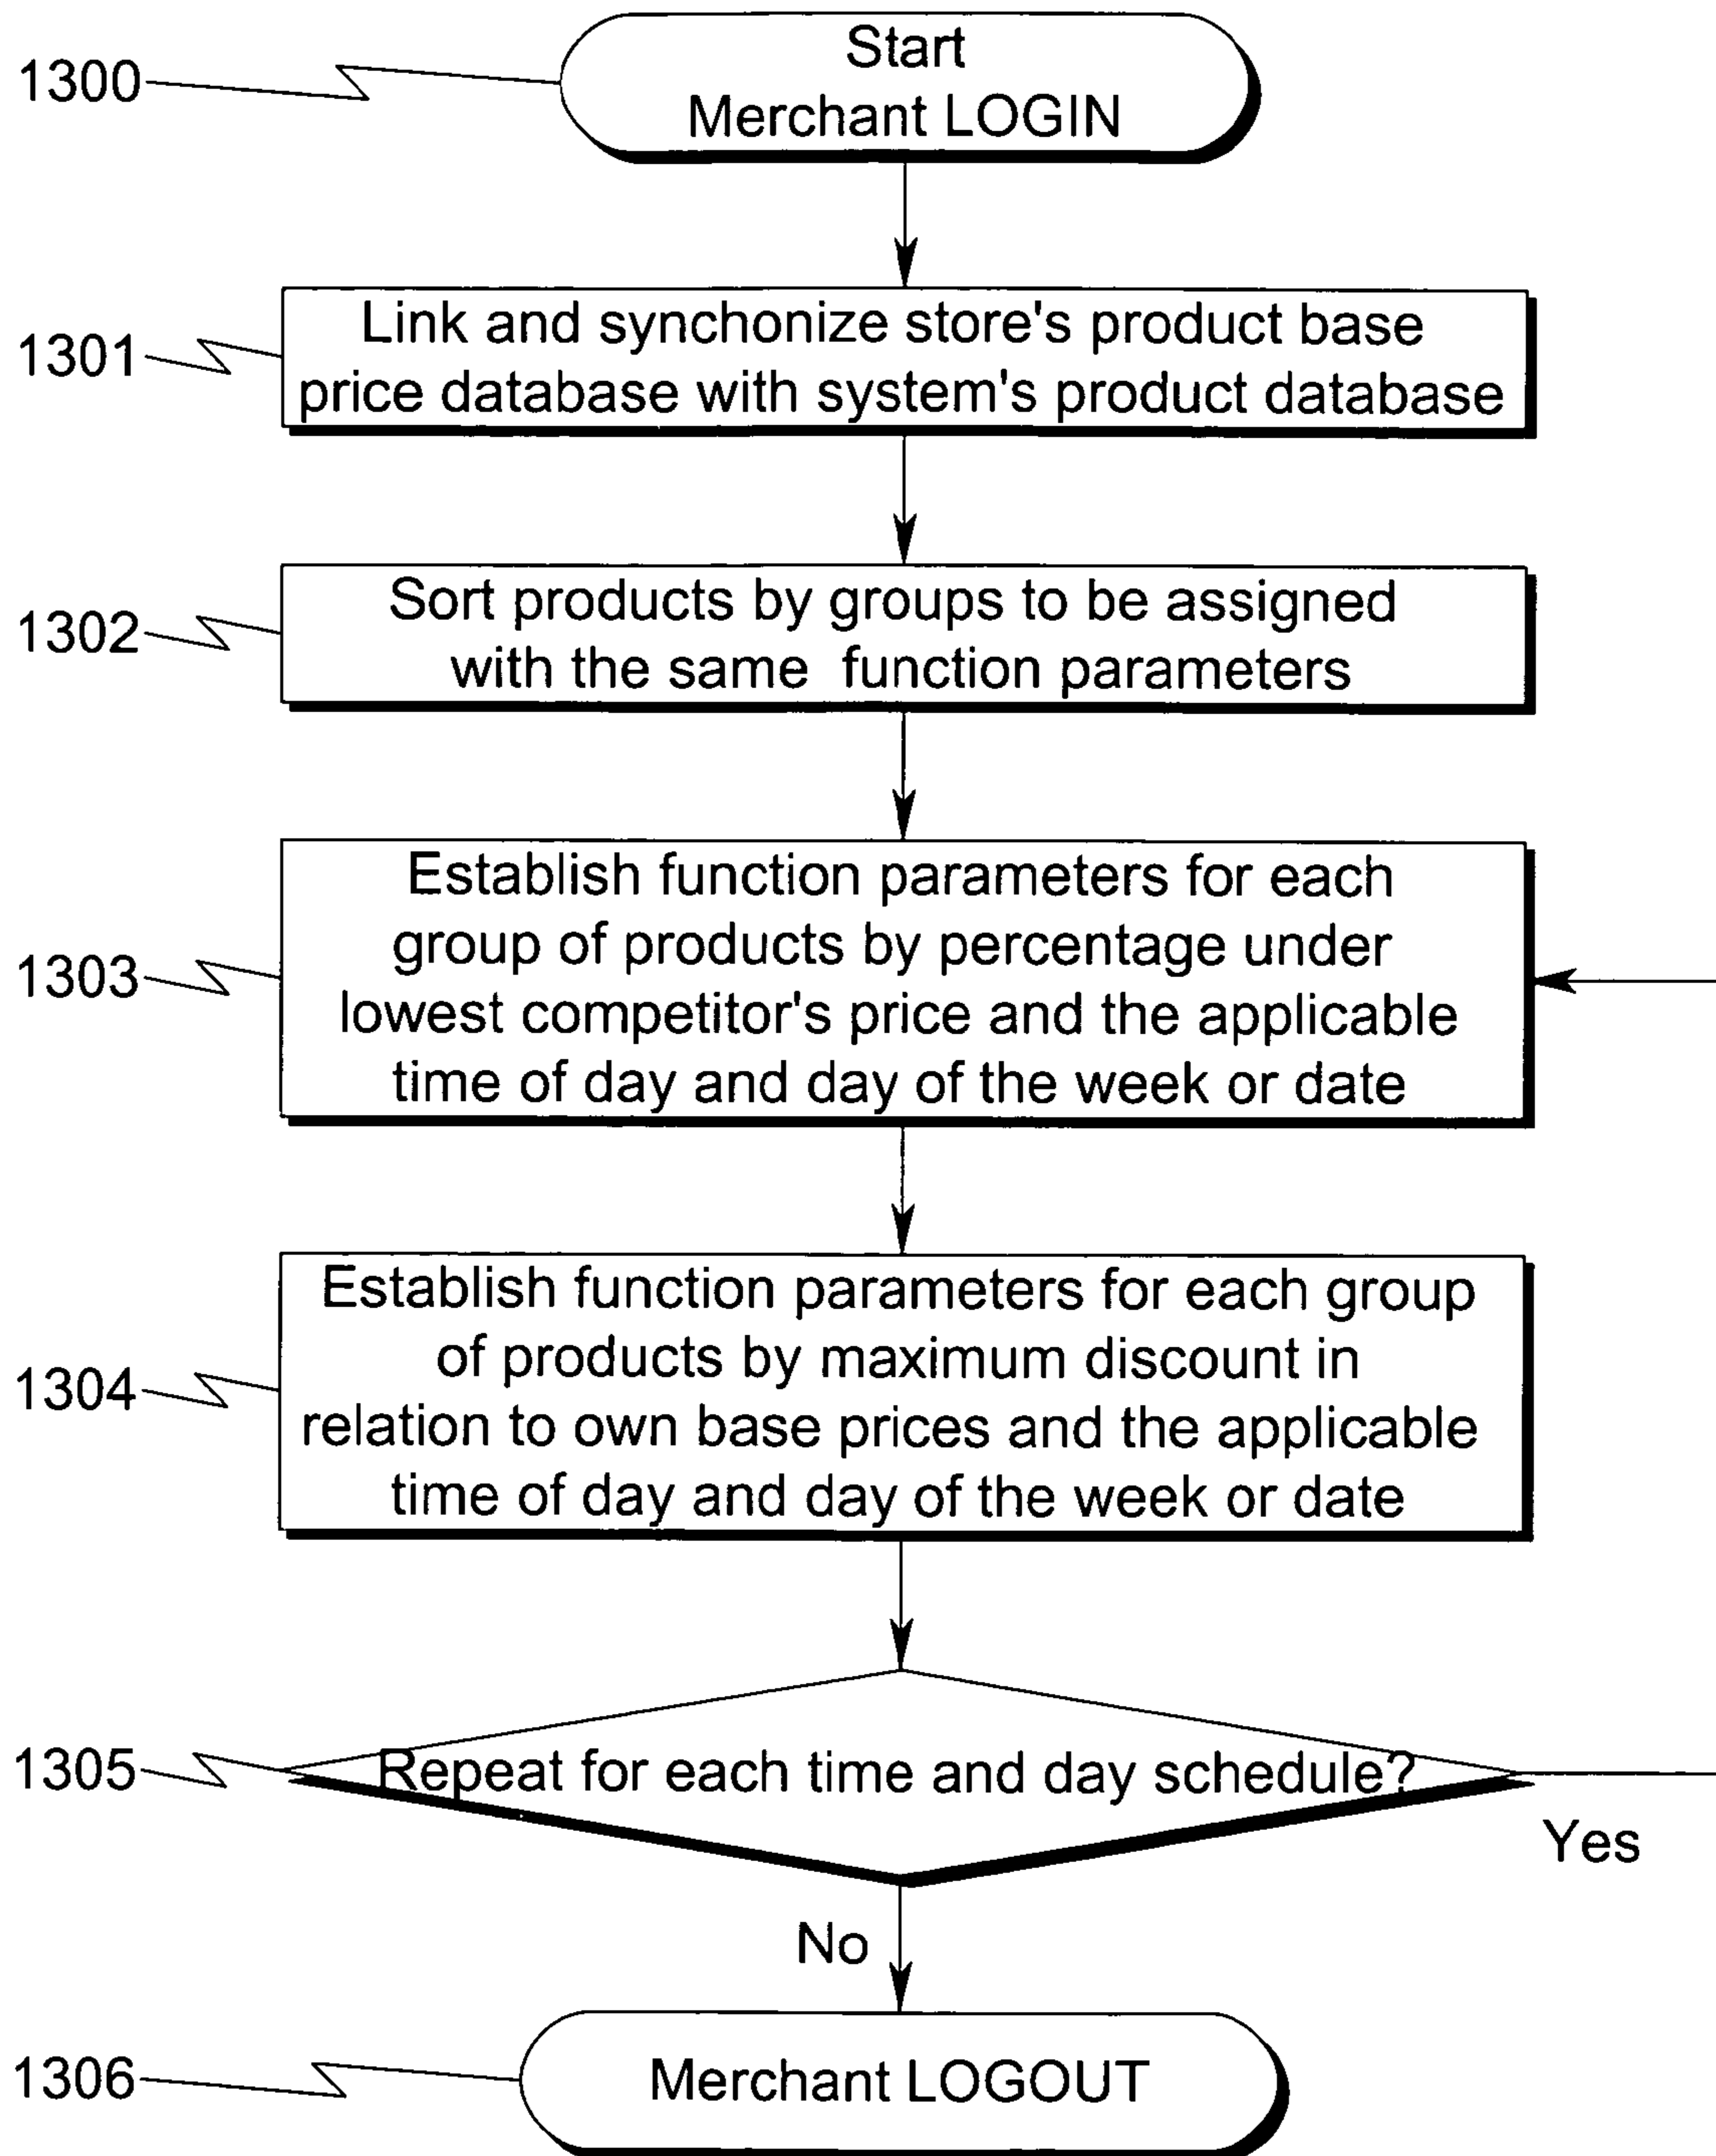 1300
Start
Merchant LOGIN
1301
Link and synchonize store's product base
price database with system's product database
1302
Sort products by groups to be assigned
with the same function parameters
1303
Establish function parameters for each
group of products by percentage under
lowest competitor's price and the applicable
time of day and day of the week or date
1304
Establish function parameters for each group
of products by maximum discount in
relation to own base prices and the applicable
time of day and day of the week or date
1305
Repeat for each time and day schedule?
Yes
No
1306
Merchant LOGOUT